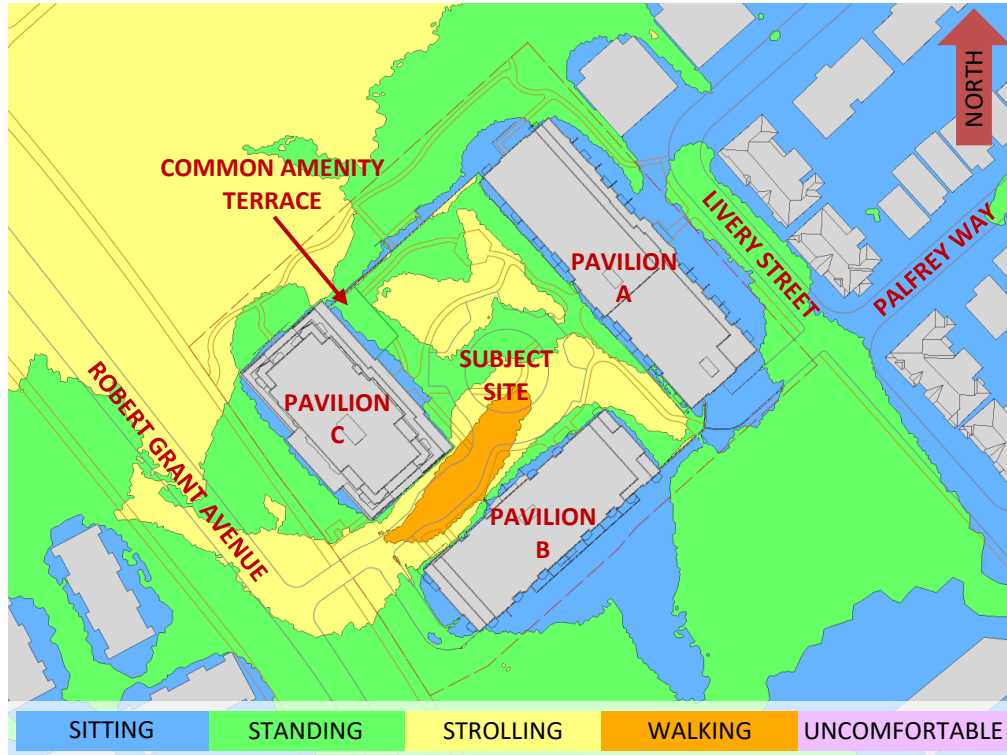 NORTH
COMMON AMENITY
TERRACE
LIVERY STREET
PALFREY WAY
PAVILION
A
SUBJECT
SITE
PAVILION
C
ROBERT GRANT AVENUE
PAVILION
B
SITTING
STANDING
STROLLING
WALKING
UNCOMFORTABLE